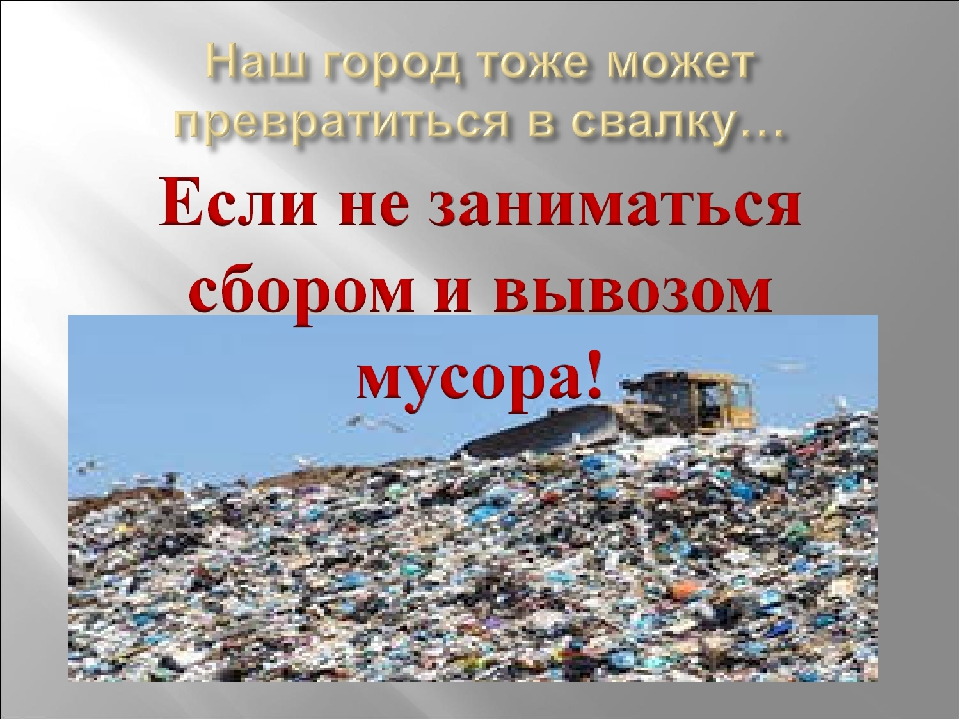 Наш город тоже может
превратиться в свалку…
Если не заниматься
сбором и вывозом
мусора!